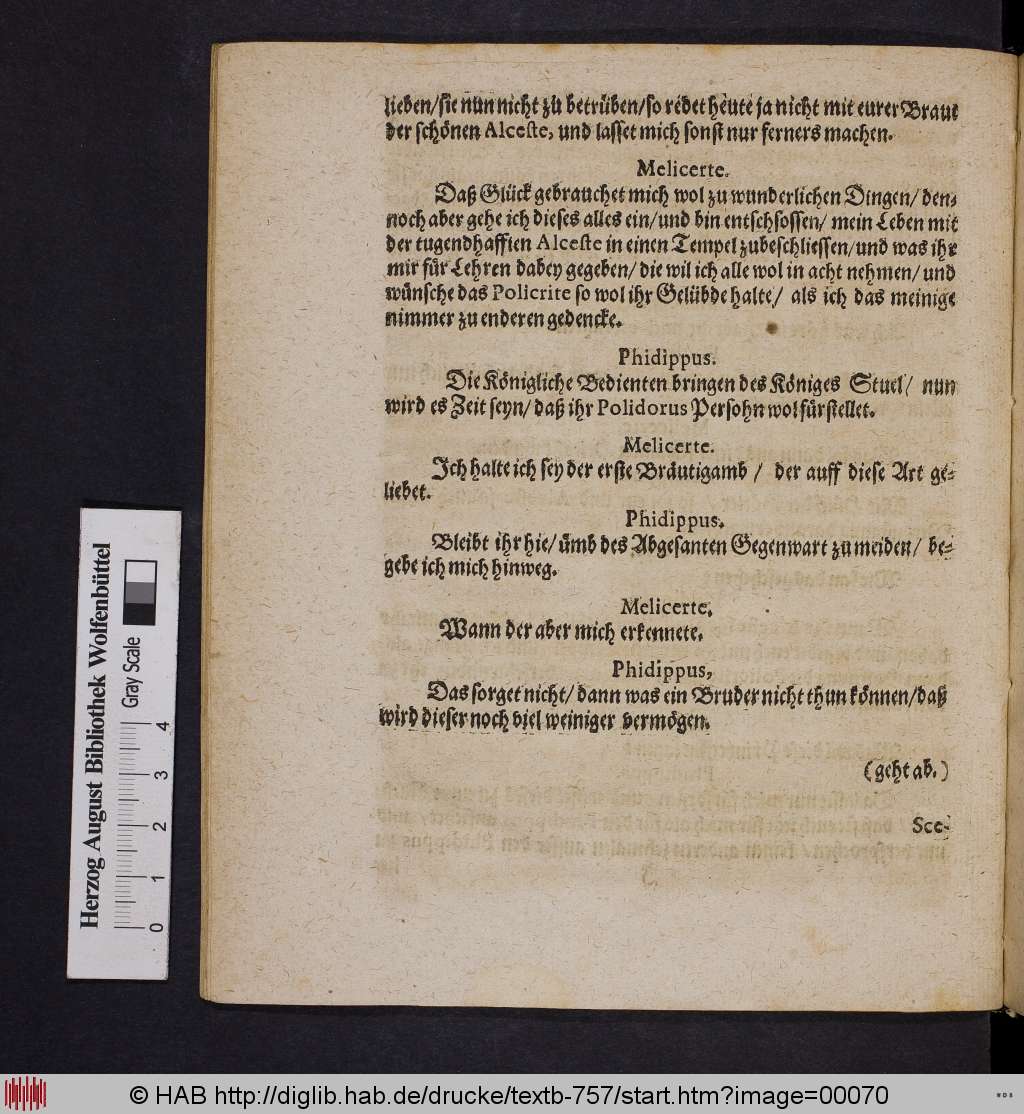 lieben/sie nun nicht zu betrüben/so redet heute ja nicht mit eurer Braut
der schönen Alceste, und lasset mich sonst nur ferners machen.
Melicerte.
Daß Glück gebrauchet mich wol zu wunderlichen Dingen/ den-
noch aber gehe ich dieses alles ein/und bin entschsossen/ mein Leben mit
der tugendhafften Alceste in einen Tempel zubeschliessen/und was ihr
mir für Lehren dabey gegeben/ die wil ich alle wol in acht nehmen/ und
wünsche das Policrite so wol ihr Gelübde halte/ als ich das meinige
nimmer zu enderen gedencke.
Phidippus.
Die Königliche Bedienten bringen des Königes Stuel/ nun
wird es Zeit seyn/ daß ihr Polidorus Persohn wol fürstellet.
Melicerte.
Ich halte ich sey der erste Bräutigamb / der auff diese Art ge-
liebet.
Phidippus.
Bleibt ihr hie/ ümb des Abgesanten Gegenwart zu meiden/ be-
gebe ich mich hinweg.
Melicerte.
Wann der aber mich erkennete.
Phidippus,
Das sorget nicht/ dann was ein Bruder nicht thun können/daß
wird dieser noch viel weiniger vermögen.
(geht ab.)
Sce-
Herzog August Bibliothek Wolfenbüttel
Gray Scale
0 1 2 3 4
© HAB http://diglib.hab.de/drucke/textb-757/start.htm?image=00070